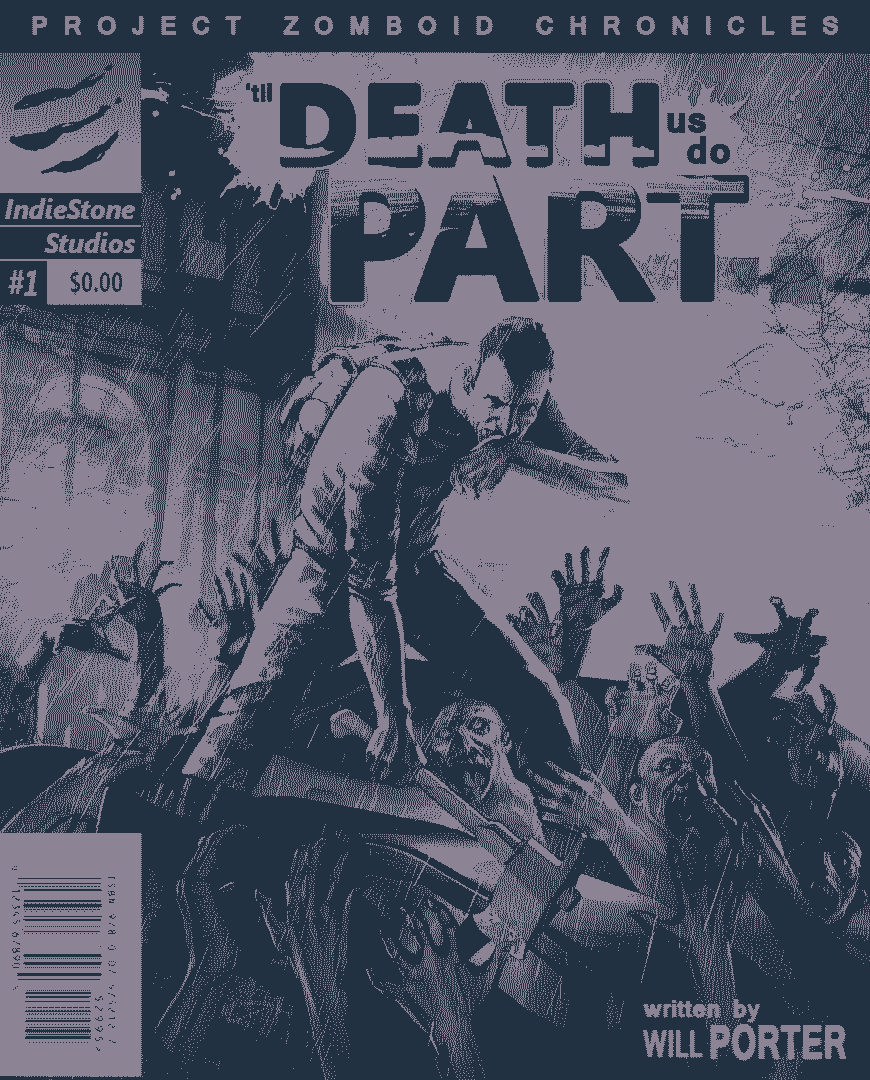 PROJECT ZOMBOID CHRONICLES
'til DEATH us
do
PART
IndieStone
Studios
#1 $0.00
written by
WILL PORTER